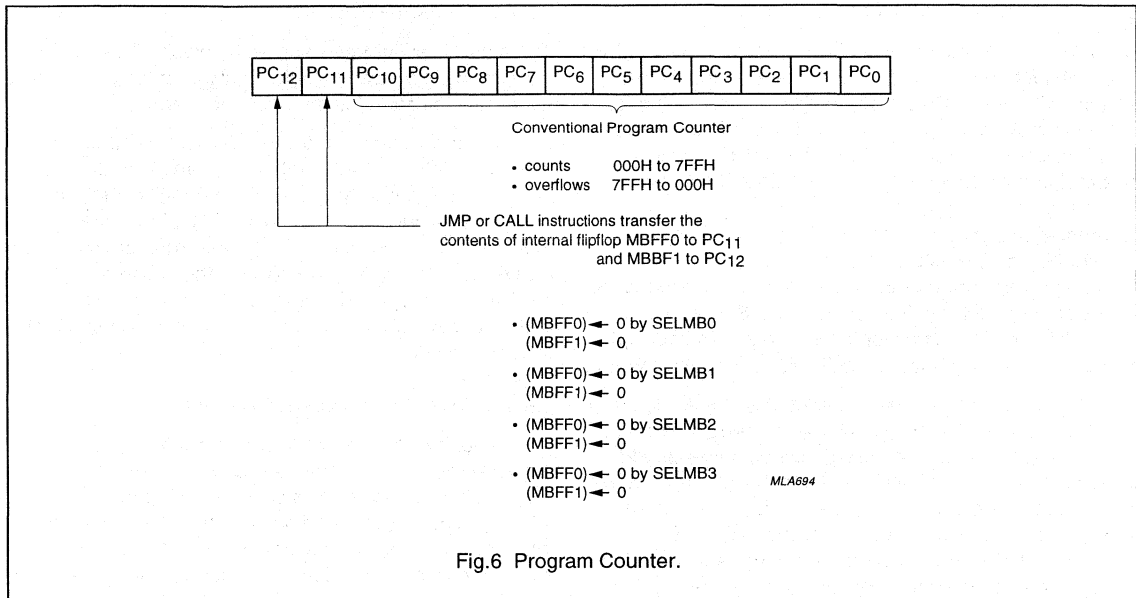 PC12 PC11 PC10 PC9 PC8 PC7 PC6 PC5 PC4 PC3 PC2 PC1 PC0
Conventional Program Counter
• counts 000H to 7FFH
• overflows 7FFH to 000H
JMP or CALL instructions transfer the
contents of internal flipflop MBFF0 to PC11
and MBBF1 to PC12
• (MBFF0) ← 0 by SELMB0
(MBFF1) ← 0
• (MBFF0) ← 0 by SELMB1
(MBFF1) ← 0
• (MBFF0) ← 0 by SELMB2
(MBFF1) ← 0
• (MBFF0) ← 0 by SELMB3
(MBFF1) ← 0
MLA694
Fig.6 Program Counter.